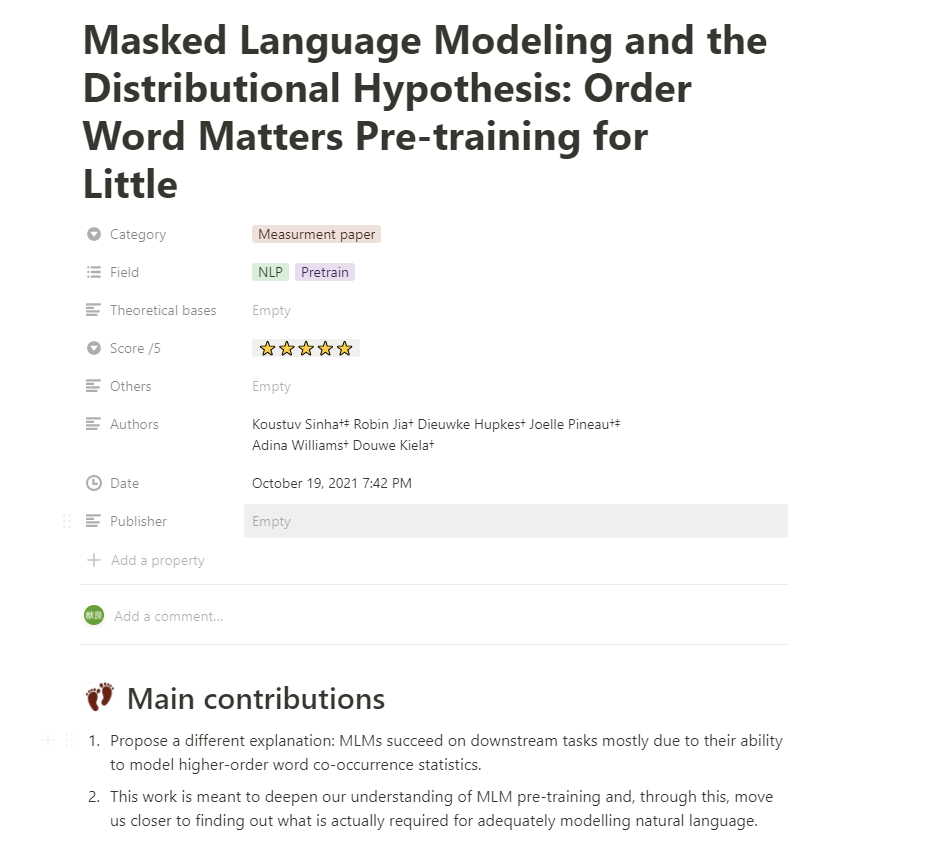 Masked Language Modeling and the
Distributional Hypothesis: Order
Word Matters Pre-training for
Little
Category Measurment paper
Field NLP Pretrain
Theoretical bases Empty
Score /5
Others Empty
Authors Koustuv Sinha†‡ Robin Jia† Dieuwke Hupkes† Joelle Pineau†‡
Adina Williams† Douwe Kiela†
Date October 19, 2021 7:42 PM
Publisher Empty
Add a property
Add a comment...
Main contributions
1. Propose a different explanation: MLMs succeed on downstream tasks mostly due to their ability
to model higher-order word co-occurrence statistics.
2. This work is meant to deepen our understanding of MLM pre-training and, through this, move
us closer to finding out what is actually required for adequately modelling natural language.